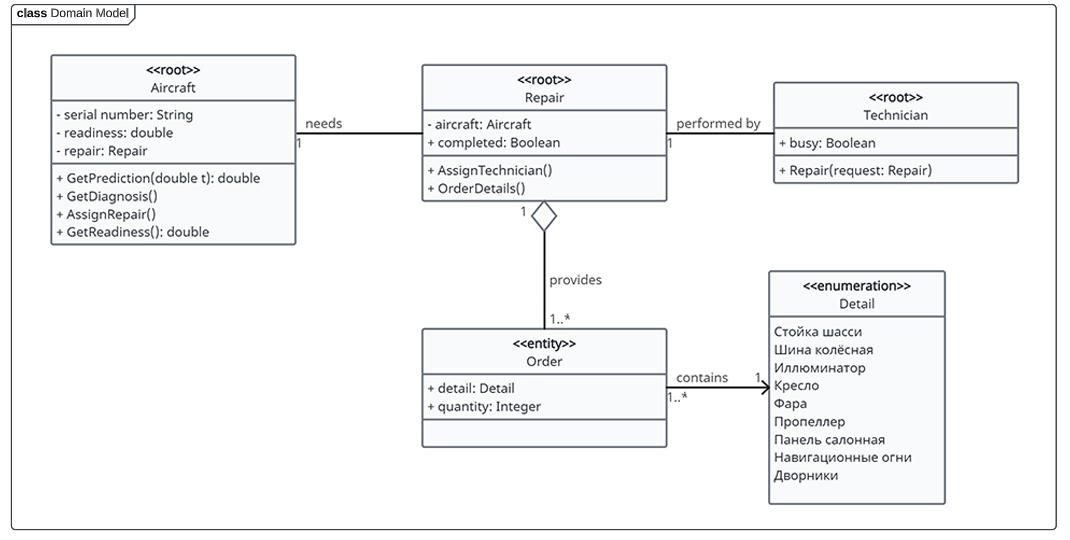 class Domain Model
<<root>>
Aircraft
- serial number: String
- readiness: double
- repair: Repair
+ GetPrediction(double t): double
+ GetDiagnosis()
+ AssignRepair()
+ GetReadiness(): double
needs
1
<<root>>
Repair
- aircraft: Aircraft
+ completed: Boolean
+ AssignTechnician()
+ OrderDetails()
performed by
1
<<root>>
Technician
+ busy: Boolean
+ Repair(request: Repair)
1
provides
1..*
<<entity>>
Order
+ detail: Detail
+ quantity: Integer
contains
1
1..*
<<enumeration>>
Detail
Стойка шасси
Шина колёсная
Иллюминатор
Кресло
Фара
Пропеллер
Панель салонная
Навигационные огни
Дворники